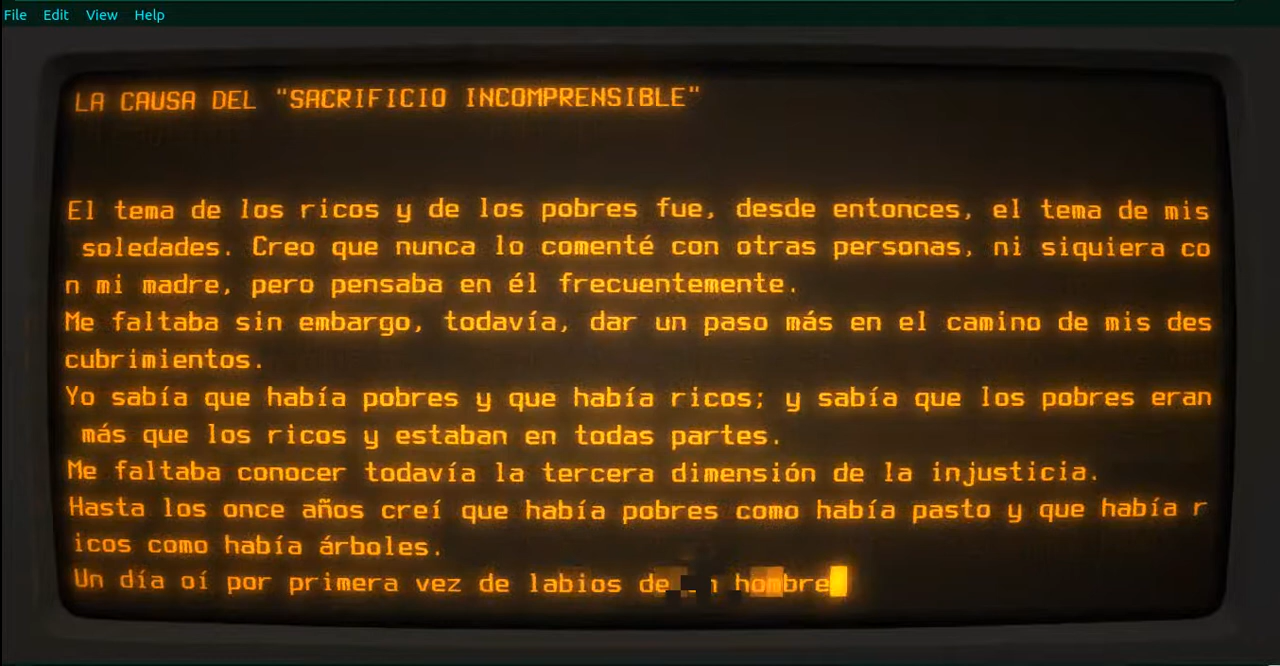 File Edit View Help
LA CAUSA DEL "SACRIFICIO INCOMPRENSIBLE"
El tema de los ricos y de los pobres fue, desde entonces, el tema de mis
soledades. Creo que nunca lo comenté con otras personas, ni siquiera co
n mi madre, pero pensaba en él frecuentemente.
Me faltaba sin embargo, todavía, dar un paso más en el camino de mis des
cubrimientos.
Yo sabía que había pobres y que había ricos; y sabía que los pobres eran
más que los ricos y estaban en todas partes.
Me faltaba conocer todavía la tercera dimensión de la injusticia.
Hasta los once años creí que había pobres como había pasto y que había r
icos como había árboles.
Un día oí por primera vez de labios de hombre